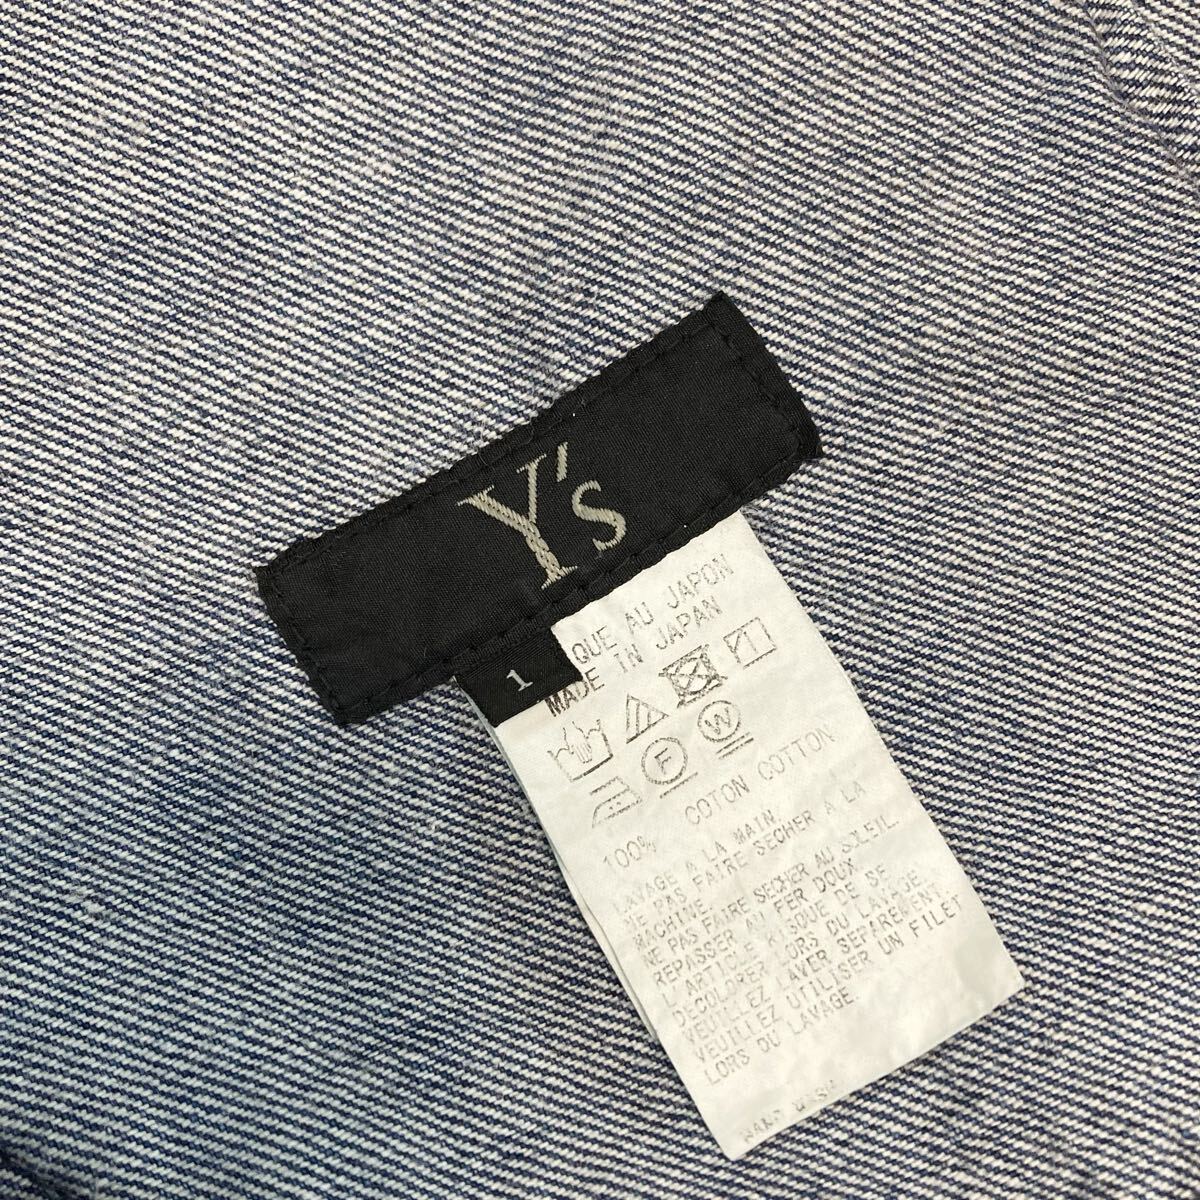 Y's
1
QUE AU JAPON
MADE IN JAPAN
F
W
100% COTON COTTON
LAVAGE A LA MAIN.
NE PAS FAIRE SECHER A LA
MACHINE.
NE PAS FAIRE SECHER AU SOLEIL.
REPASSER AU FER DOUX
L'ARTICLE RISQUE DE SE
DECOLORER LORS DU LAVAGE.
VEUILLEZ LAVER SEPAREMENT
VEUILLEZ UTILISER UN FILET
LORS DU LAVAGE.
HAND WASH